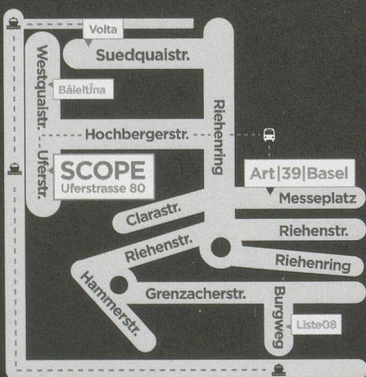 Volta
Suedquaistr.
Westquaistr.
Båleltĺna
Riehenring
Hochbergerstr.
Uferstr.
SCOPE
Uferstrasse 80
Art|39|Basel
Messeplatz
Clarastr.
Riehenstr.
Riehenstr.
Riehenring
Hammerstr.
Grenzacherstr.
Burgweg
Liste08